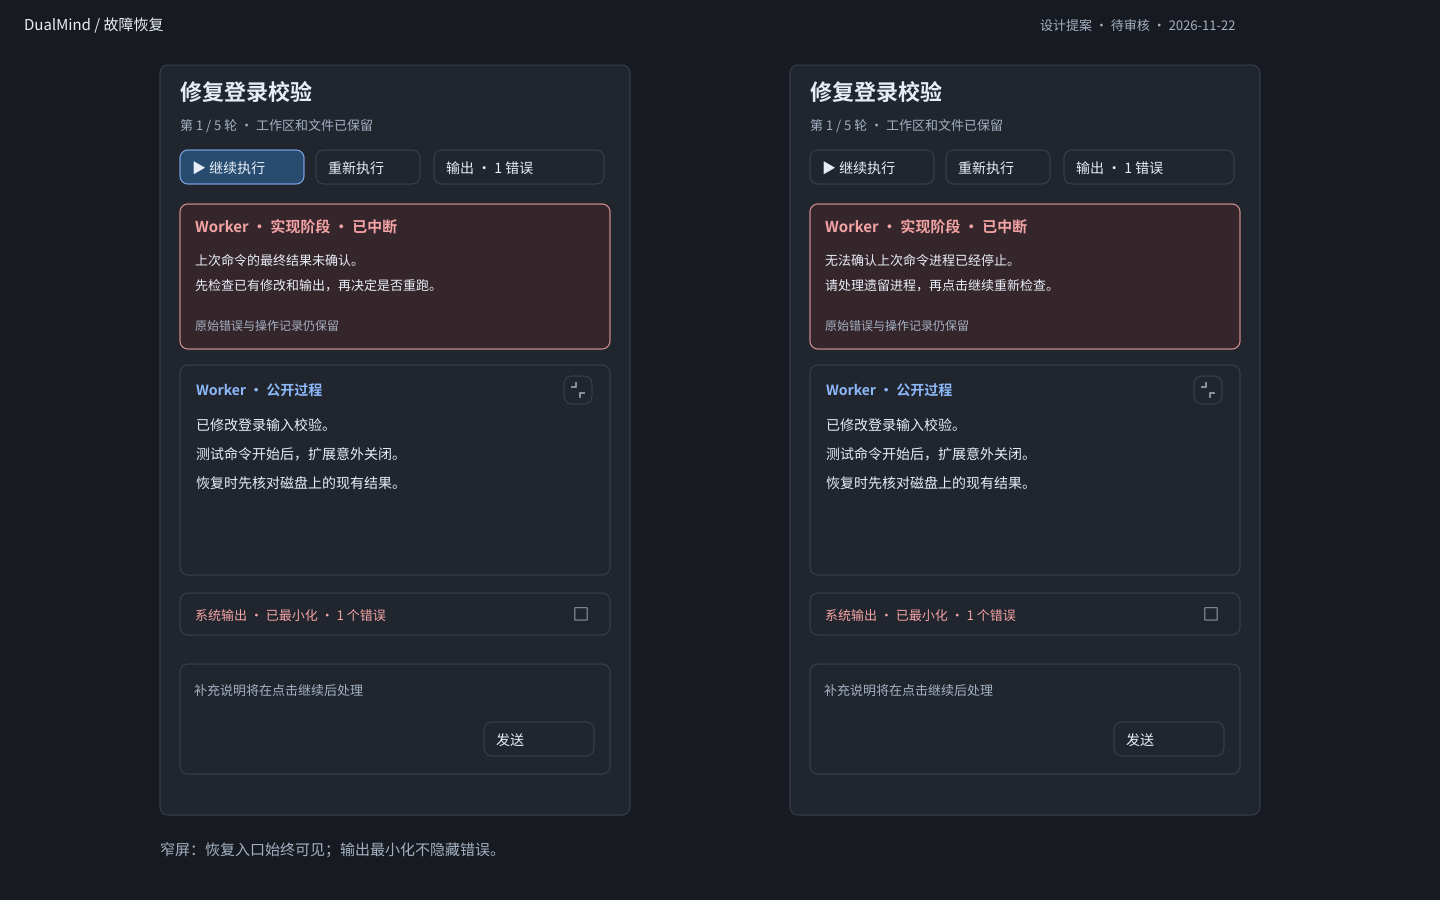 DualMind / 故障恢复
设计提案 · 待审核 · 2026-11-22
修复登录校验
第 1 / 5 轮 · 工作区和文件已保留
▶ 继续执行
重新执行
输出 · 1 错误
Worker · 实现阶段 · 已中断
上次命令的最终结果未确认。
先检查已有修改和输出，再决定是否重跑。
原始错误与操作记录仍保留
Worker · 公开过程
已修改登录输入校验。
测试命令开始后，扩展意外关闭。
恢复时先核对磁盘上的现有结果。
系统输出 · 已最小化 · 1 个错误
补充说明将在点击继续后处理
发送
修复登录校验
第 1 / 5 轮 · 工作区和文件已保留
▶ 继续执行
重新执行
输出 · 1 错误
Worker · 实现阶段 · 已中断
无法确认上次命令进程已经停止。
请处理遗留进程，再点击继续重新检查。
原始错误与操作记录仍保留
Worker · 公开过程
已修改登录输入校验。
测试命令开始后，扩展意外关闭。
恢复时先核对磁盘上的现有结果。
系统输出 · 已最小化 · 1 个错误
补充说明将在点击继续后处理
发送
窄屏：恢复入口始终可见；输出最小化不隐藏错误。